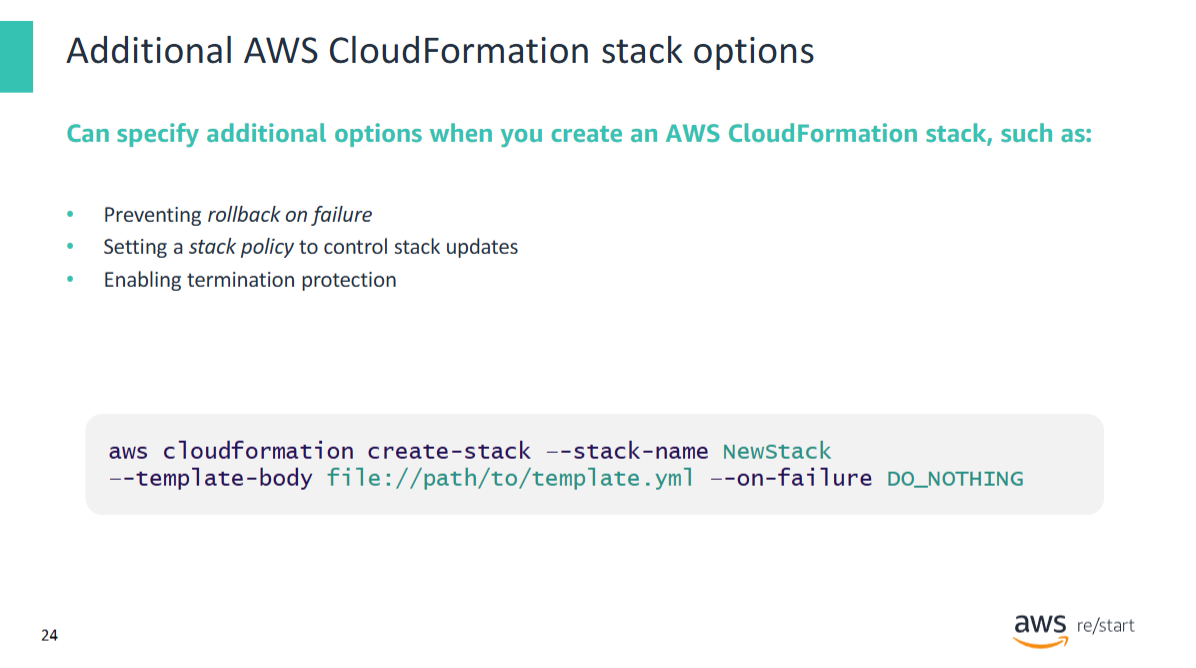 Additional AWS CloudFormation stack options
Can specify additional options when you create an AWS CloudFormation stack, such as:
• Preventing rollback on failure
• Setting a stack policy to control stack updates
• Enabling termination protection
aws cloudformation create-stack –-stack-name NewStack
–-template-body file://path/to/template.yml –-on-failure DO_NOTHING
24
aws re/start